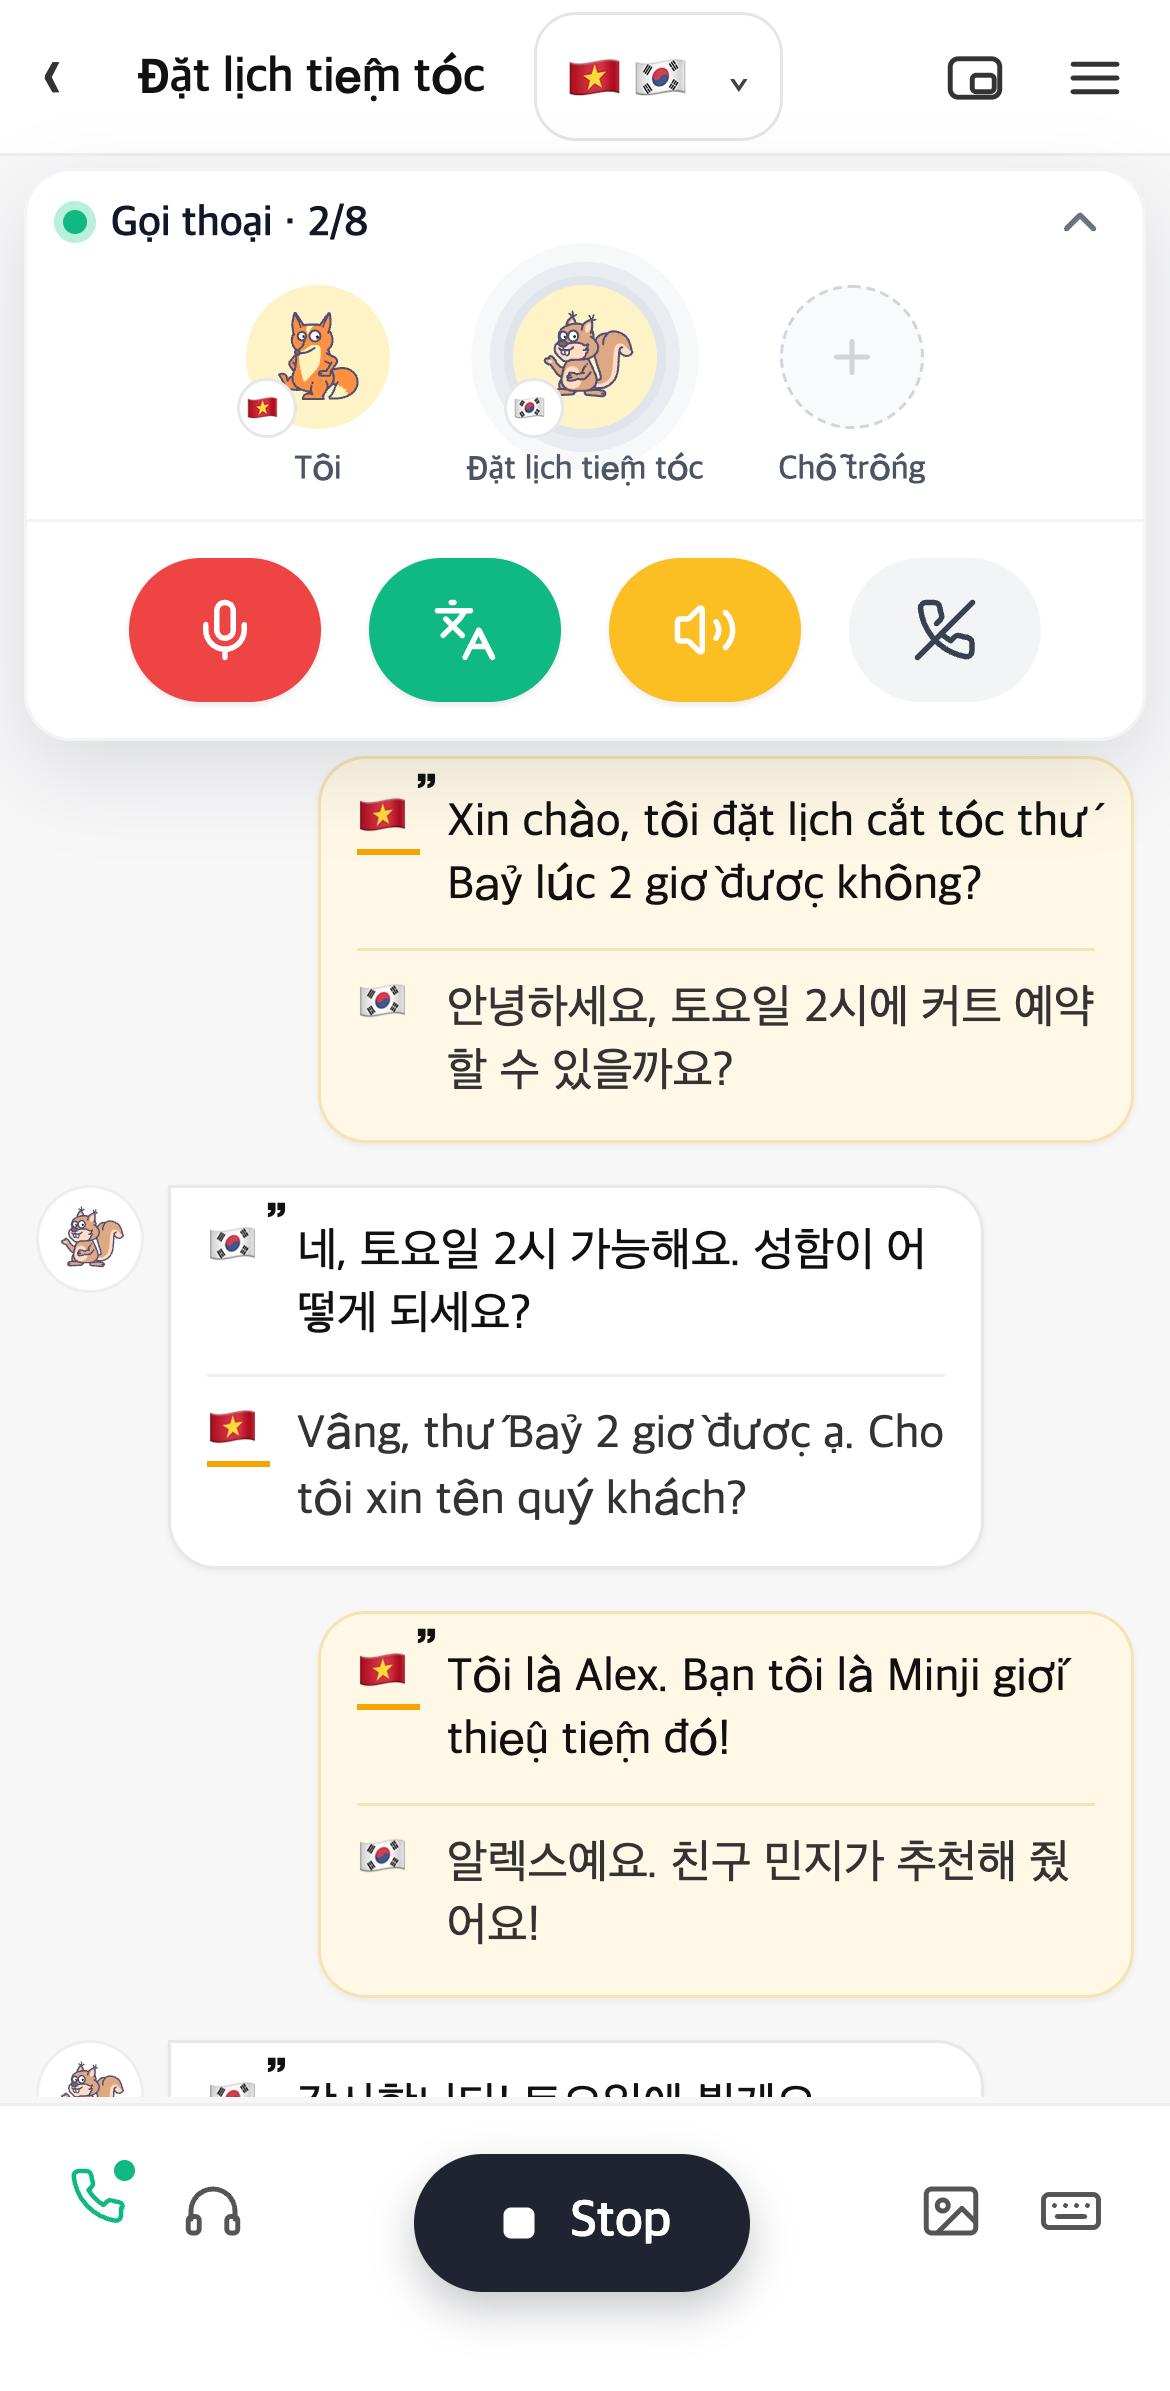 Đặt lịch tiệm tóc
Gọi thoại · 2/8
Tôi
Đặt lịch tiệm tóc
Chỗ trống
Xin chào, tôi đặt lịch cắt tóc thứ
Bảy lúc 2 giờ được không?
안녕하세요, 토요일 2시에 커트 예약
할 수 있을까요?
네, 토요일 2시 가능해요. 성함이 어
떻게 되세요?
Vâng, thứ Bảy 2 giờ được ạ. Cho
tôi xin tên quý khách?
Tôi là Alex. Bạn tôi là Minji giới
thiệu tiệm đó!
알렉스예요. 친구 민지가 추천해 줬
어요!
Stop